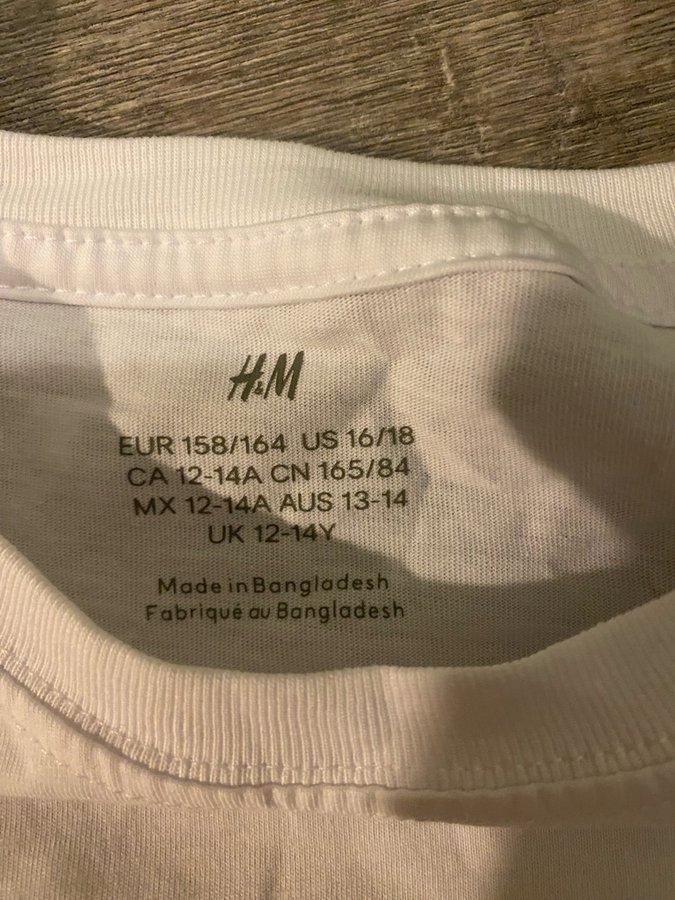 H&M
EUR 158/164 US 16/18
CA 12-14A CN 165/84
MX 12-14A AUS 13-14
UK 12-14Y
Made in Bangladesh
Fabriqué au Bangladesh